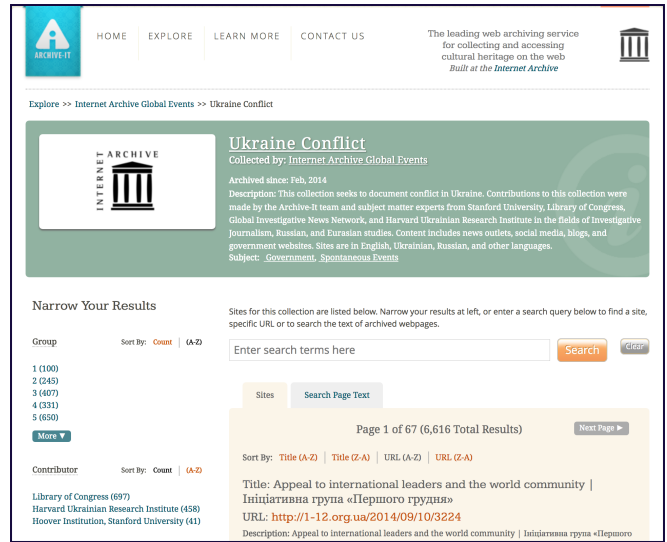 ARCHIVE-IT
HOME EXPLORE LEARN MORE CONTACT US
The leading web archiving service
for collecting and accessing
cultural heritage on the web
Built at the Internet Archive
Explore >> Internet Archive Global Events >> Ukraine Conflict
INTERNET ARCHIVE
Ukraine Conflict
Collected by: Internet Archive Global Events
Archived since: Feb, 2014
Description: This collection seeks to document conflict in Ukraine. Contributions to this collection were
made by the Archive-It team and subject matter experts from Stanford University, Library of Congress,
Global Investigative News Network, and Harvard Ukrainian Research Institute in the fields of Investigative
Journalism, Russian, and Eurasian studies. Content includes news outlets, social media, blogs, and
government websites. Sites are in English, Ukrainian, Russian, and other languages.
Subject: Government, Spontaneous Events
Narrow Your Results
Group Sort By: Count | (A-Z)
1 (100)
2 (245)
3 (407)
4 (331)
5 (650)
More ▼
Contributor Sort By: Count | (A-Z)
Library of Congress (697)
Harvard Ukrainian Research Institute (458)
Hoover Institution, Stanford University (41)
Sites for this collection are listed below. Narrow your results at left, or enter a search query below to find a site,
specific URL or to search the text of archived webpages.
Enter search terms here Search Clear
Sites Search Page Text
Page 1 of 67 (6,616 Total Results) Next Page ►
Sort By: Title (A-Z) | Title (Z-A) | URL (A-Z) | URL (Z-A)
Title: Appeal to international leaders and the world community |
Ініціативна група «Першого грудня»
URL: http://1-12.org.ua/2014/09/10/3224
Description: Appeal to international leaders and the world community | Ініціативна група «Першого